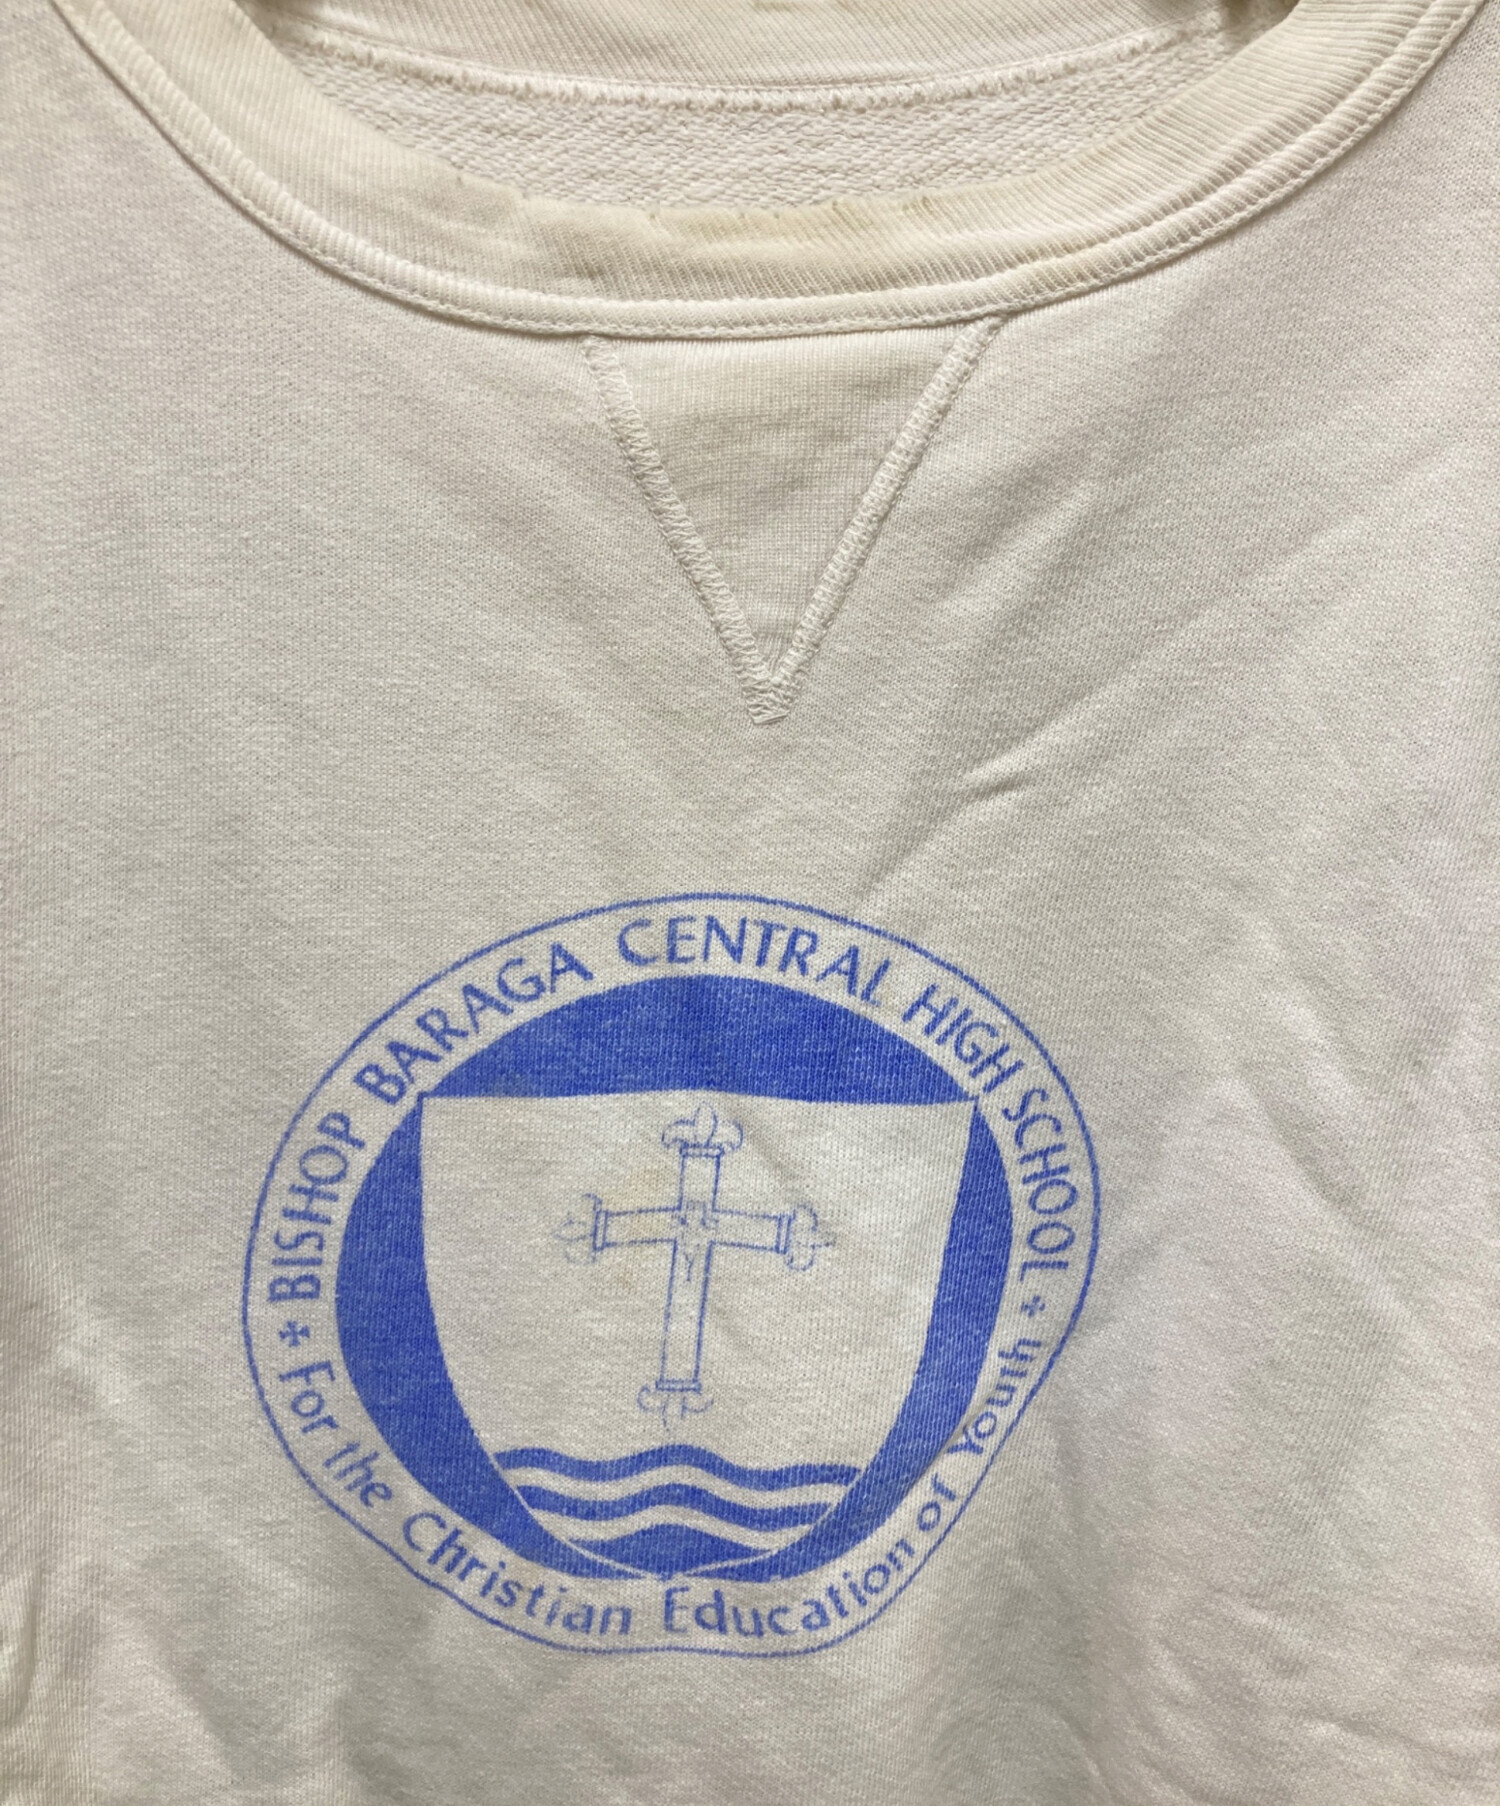 BISHOP BARAGA CENTRAL HIGH SCHOOL
For the Christian Education of Youth